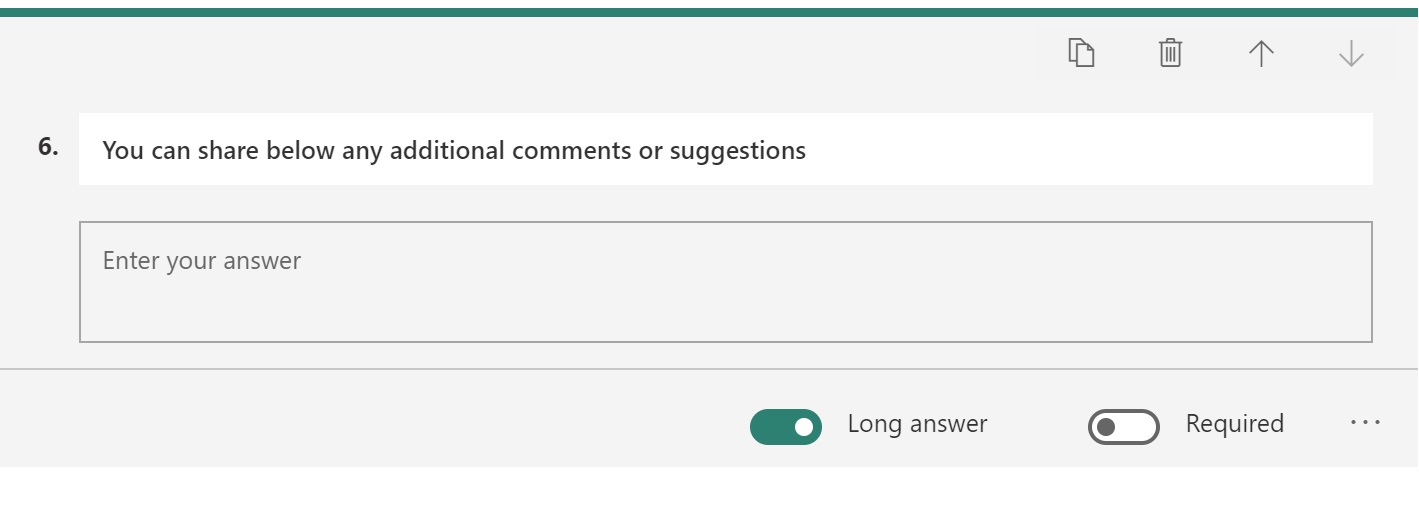 6.
You can share below any additional comments or suggestions
Enter your answer
Long answer
Required